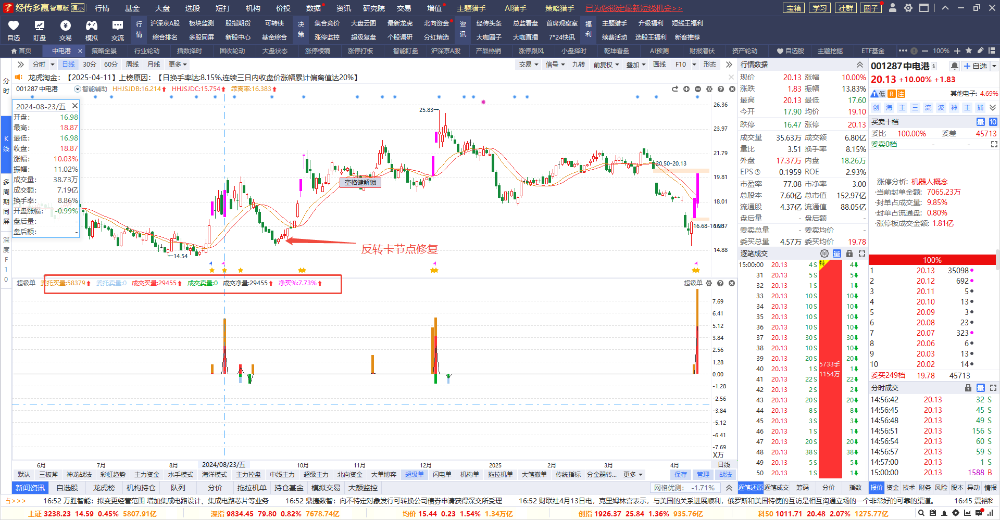 经传多赢 智尊版 演示 行情 基金 大盘 选股 短打 机构 价投 数据 资讯 研究院 交易 增值 主题猎手 AI猎手 策略猎手 已为您锁定最新短线机会>> 宝箱 学习 社群 圈子
自选 盯盘 交易 模拟 交流
行情 沪深京A股 板块监测 股指期货 可转债
综合排名 多股同屏 新股中心 基金综合
决策 集合竞价 大盘云图 最新龙虎 北向资金
涨停监控 超级复盘 个股调研 分红精选
资讯 经传头条 总监看盘 首席观察室
大咖圈子 大咖直播 7*24快讯
福利 主题猎手 升级福利 短线王福利
续费活动 选股王福利 新客推荐
首页 中电港 × 策略全景 行业轮动 指数择时 国收轮动 大盘状态 涨停棱镜 涨停打板 智能盯盘 沪深京A股 产品热销 涨停跟风 小盘择时 乾坤看盘 AI预测 财报潜伏 资产轮动 自选股 主题挖掘 ETF基金 100%
分时 日线 30分 60分 周线 月线 更多 交易 信号 九转 前复权 叠加 画线 F10 形态
龙虎淘金: 【2025-04-11】上榜原因: 【日换手率达:8.15%,连续三日内收盘价涨幅累计偏离值达20%】
001287 中电港 智能辅助 HHJSJDB:16.214 HHJSJDC:15.754 乖离率:16.383
分时
K线
多周期同屏
深度F10
2024-08-23/五
开盘: 16.98
最高: 18.87
最低: 16.98
收盘: 18.87
涨幅: 10.03%
振幅: 11.02%
成交量: 38.73万
成交额: 7.19亿
换手率: 8.86%
开盘涨幅: -0.99%
盘后量: -
盘后额: -
25.83
20.50-20.13
空格键解锁
14.54
反转卡节点修复
26.36
23.97
21.79
19.81
18.01
14.88
超级单 委托买量:58379 委托卖量:0 成交买量:29455 成交卖量:0 成交净量:29455 净买%:7.73% 超级单
7.69
6.41
5.12
3.84
2.56
1.28
0.00
-1.28
-2.56
-3.84
-5.12
-6.41
-7.69
X万
6月 7月 8月 2024/08/23/五 10月 11月 12月 2025 2月 3月 4月 日线
默认 三板斧 神龙战法 彩虹趋势 主力资金 水手模式 海洋模式 主力控盘 中线主力 超级主力 北向资金 大单博弈 超级单 闪电单 机构单 拖拉机单 大笔撤单 传统指标 分金弱转... 更多 保存 管理 战法
新闻资讯 自选股 龙虎榜 机构持仓 队列 分价 拖拉机单 持仓基金 模拟交易 大额监控 网格优测: -1.71%
行情数据
现价 20.13 涨幅 10.00%
涨跌 1.83 振幅 13.83%
最高 20.13 最低 17.60
今开 17.90 均价 19.10
跌停 16.47 涨停 20.13
成交量 35.63万 成交额 6.80亿
量比 3.51 换手率 8.15%
外盘 17.37万 内盘 18.26万
EPS③ 0.1959 ROE 2.93%
市盈率 77.08 市净率 3.00
总股本 7.60亿 总市值 152.97亿
流通股 4.37亿 流通值 88.05亿
盘后量 - 盘后额 -
委卖总量 - 委卖均价 -
委买总量 4.57万 委买均价 19.78
逐笔成交 单 量
15:00:00 20.13 4S 特 4
31 20.13 5S 5
32 20.13 1S 1
33 20.13 10S 10
34 20.13 10S 10
35 20.13 10S 10
36 20.13 10S 10
37 20.13 30S 30
38 20.13 10S 10
39 20.13 20S 20
40 20.13 1S 1
41 20.13 22S 22
42 20.13 2S 2
43 20.13 20S 20
44 20.13 8S 8
45 20.13 3S 3
46 20.13 1S 1
47 20.13 20S 20
48 20.13 38S 38
49 20.13 5S 5
50 20.13 1S 1
5733手
1154万
逐笔还原 逐笔成交 筹码 分价 指数
001287 中电港 自选
20.13 +10.00% +1.83
低 R 注 其他电子: 4.69%
创 海 主 三 流 波 神 主 捕
买卖十档 量 10
委比 100.00% 委差 45713
委卖0档 - -
涨停分析: 机器人概念
·当前封单金额: 7065.23万
·封单占成交量: 9.85%
·封单占流通盘: 0.80%
·涨停板成交金额: 1.81亿
100%
1 20.13 35098
2 20.12 692
3 20.11 5
4 20.10 13
5 20.09 3
6 20.08 23
7 20.07 323
8 20.06 6
9 20.03 13
10 20.02 14
委买249档 19.78 45713
分时成交 量
14:56:42 20.13 32 S
14:56:45 20.13 45 S
14:56:48 20.13 49 S
14:56:51 20.13 156 S
14:56:54 20.13 60 S
14:56:57 20.13 59 S
14:57:00 20.13 1 S
15:00:00 20.13 1588 B
报价 资金 技术 财务 风险 股本 异动 情报
>>> 16:52 万胜智能: 拟变更经营范围 增加集成电路设计、集成电路芯片等业务 16:52 鼎捷数智: 向不特定对象发行可转换公司债券申请获得深交所受理 16:52 财联社4月13日电, 克里姆林宫表示, 与美国的关系进展顺利, 俄罗斯和美国特使的互访是相互沟通立场的一个非常好的可靠的渠道。 16:45 震裕科
上证 3238.23 14.59 0.45% 5807.91亿 深指 9834.45 79.80 0.82% 7678.74亿 均价 15.44 0.23 1.54% 1.34万亿 创指 1926.37 25.84 1.36% 935.76亿 科50 1011.71 20.48 2.07% 1275.77亿